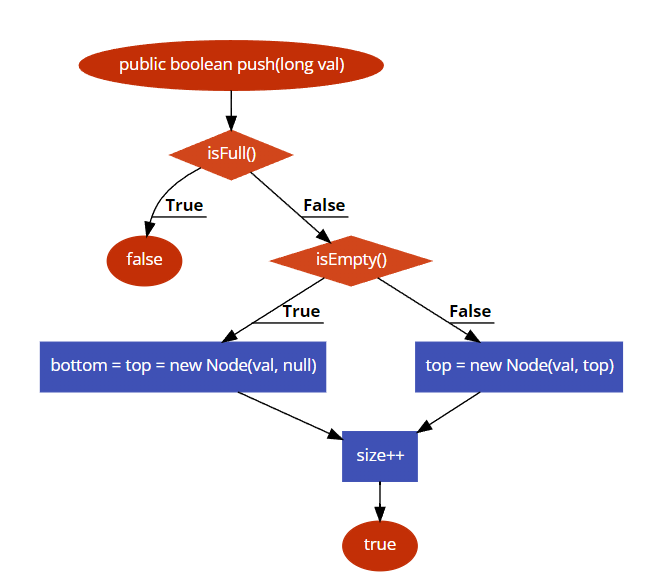 public boolean push(long val)
isFull()
True
False
false
isEmpty()
True
False
bottom = top = new Node(val, null)
top = new Node(val, top)
size++
true